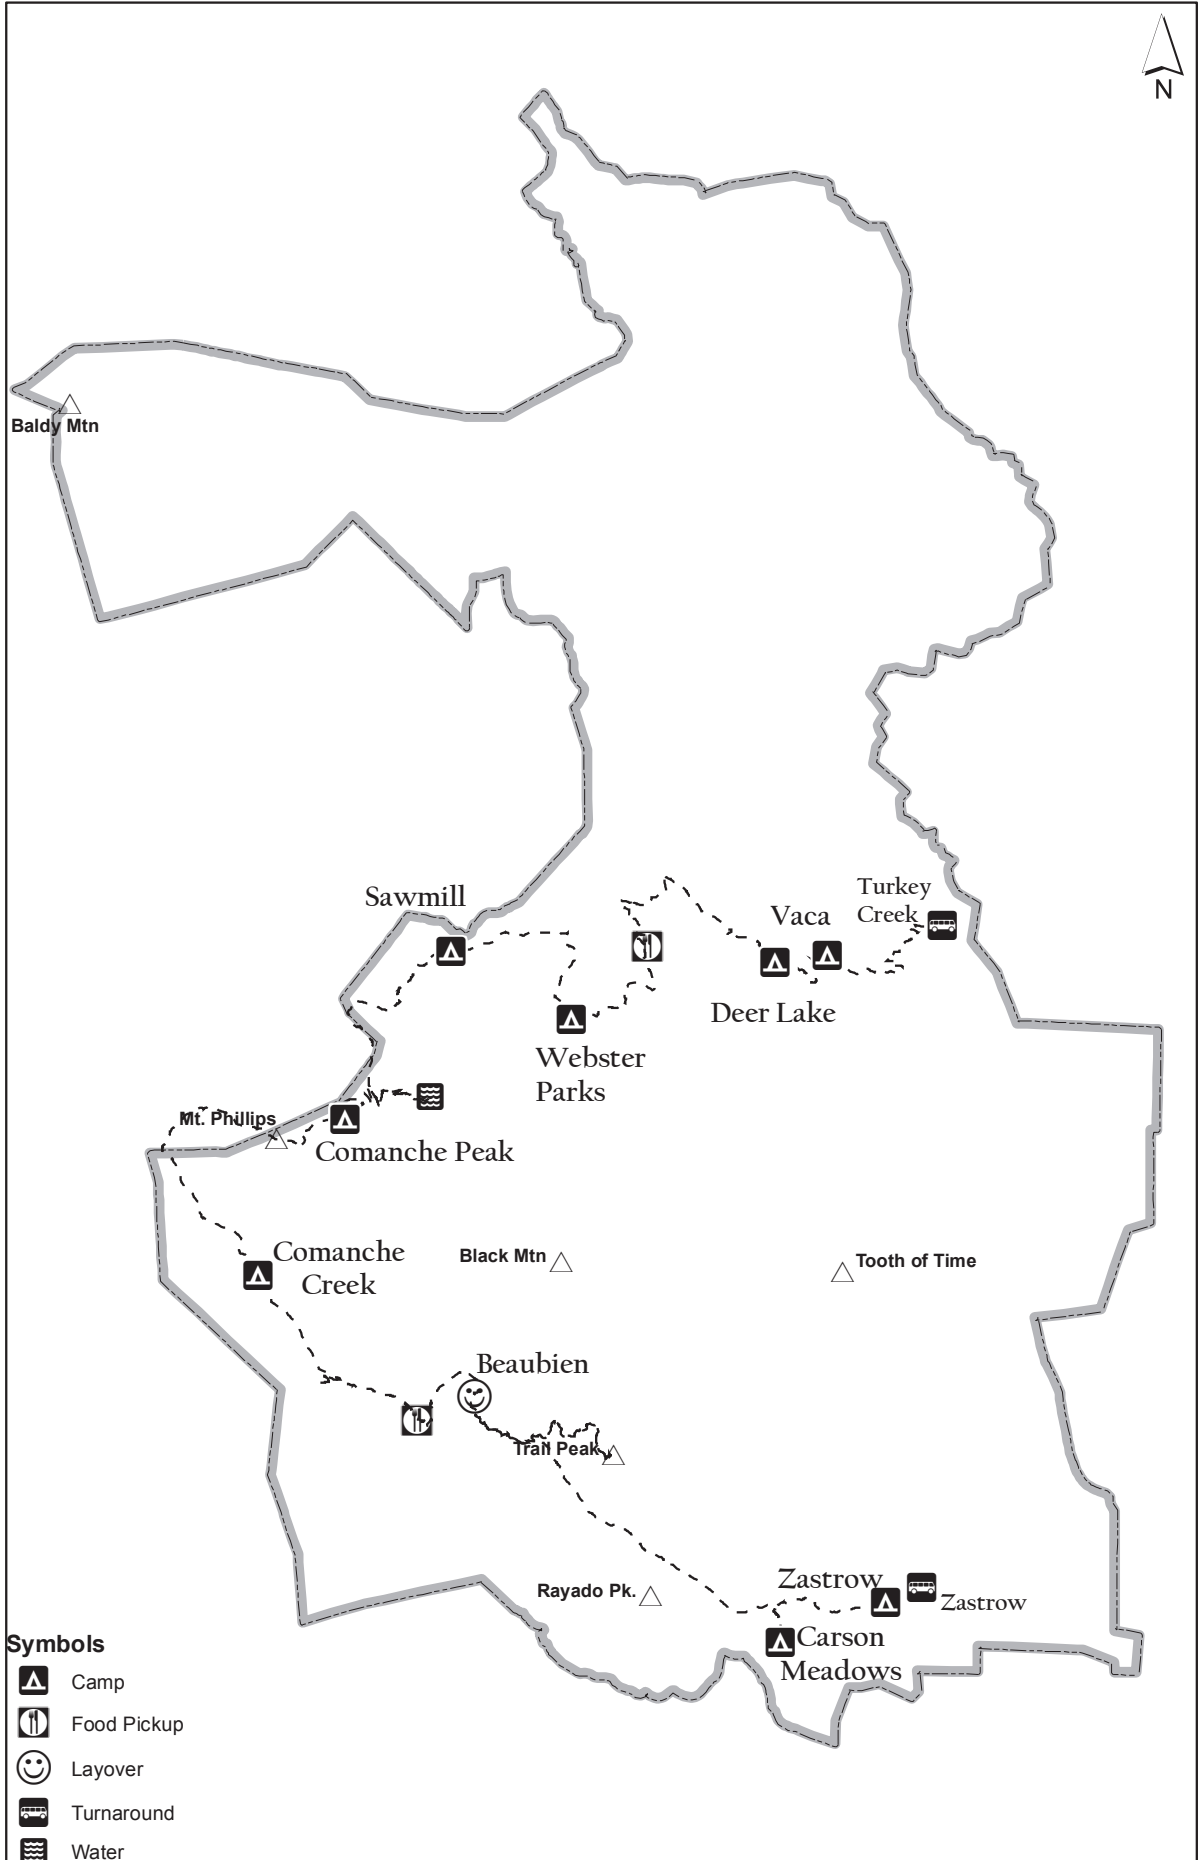 N
Baldy Mtn
Sawmill
Turkey
Creek
Vaca
Deer Lake
Webster
Parks
Mt. Phillips
Comanche Peak
Comanche
Creek
Black Mtn
Tooth of Time
Beaubien
Trail Peak
Zastrow
Rayado Pk.
Zastrow
Carson
Meadows
Symbols
Camp
Food Pickup
Layover
Turnaround
Water